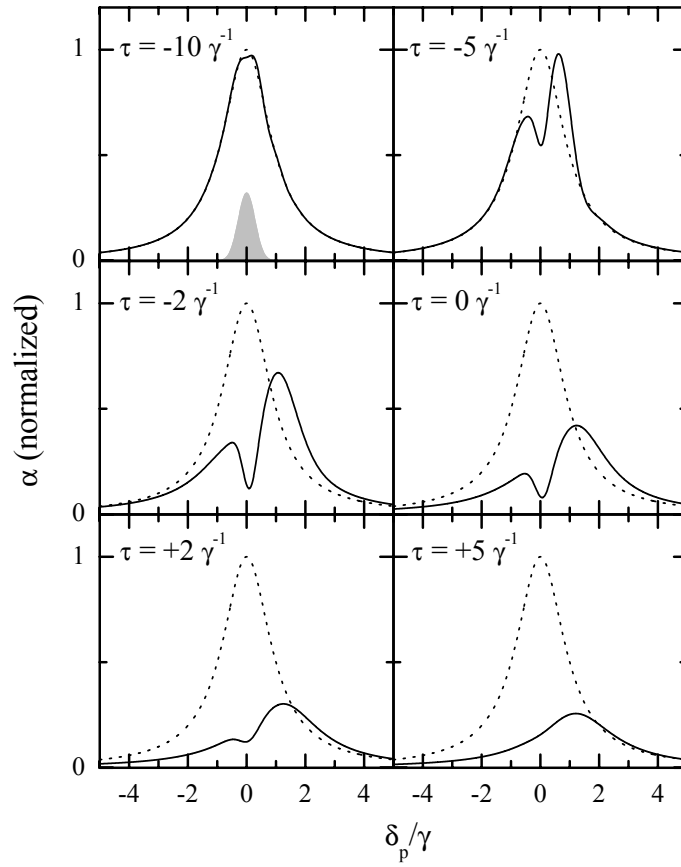 τ = -10 γ⁻¹
τ = -5 γ⁻¹
1
0
τ = -2 γ⁻¹
τ = 0 γ⁻¹
1
0
τ = +2 γ⁻¹
τ = +5 γ⁻¹
1
0
α (normalized)
-4 -2 0 2 4
-4 -2 0 2 4
δₚ/γ